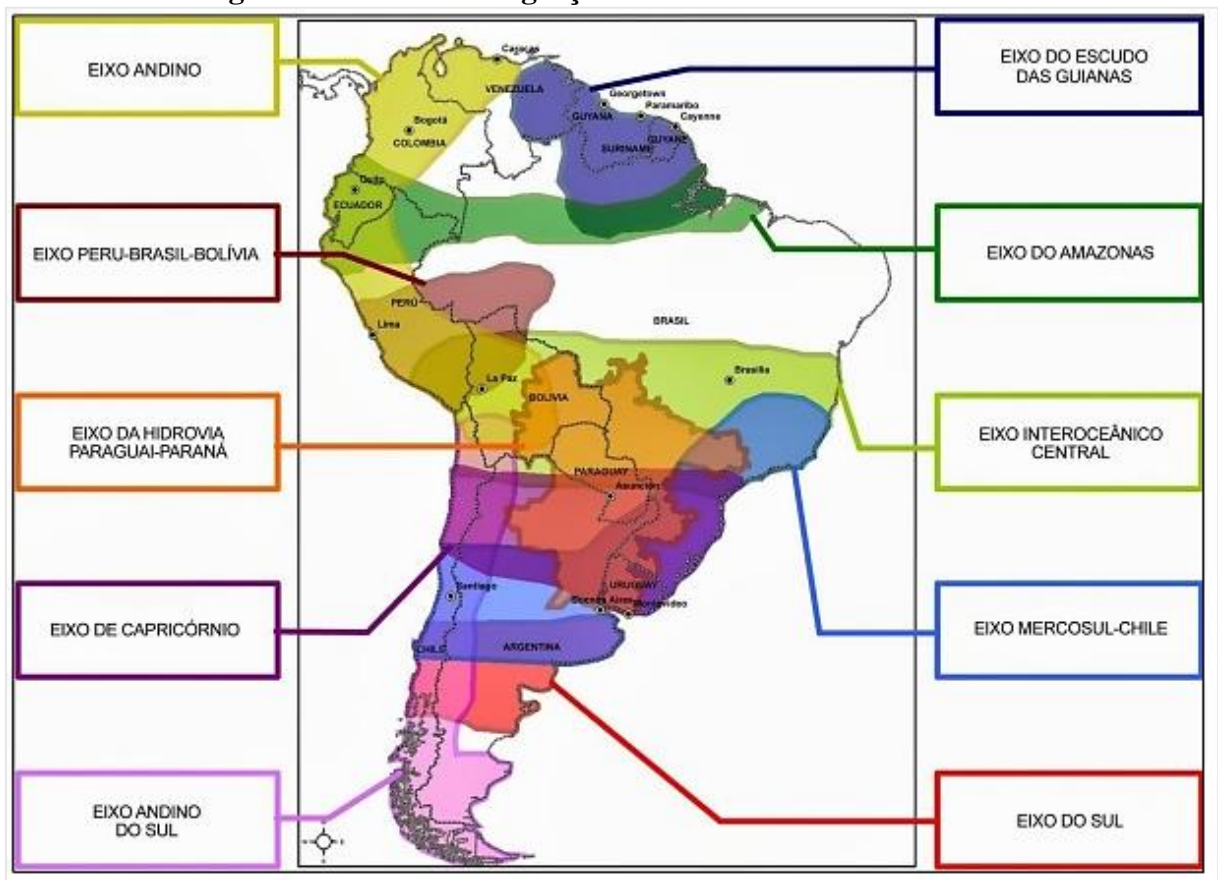 EIXO ANDINO
EIXO DO ESCUDO
DAS GUIANAS
EIXO PERU-BRASIL-BOLÍVIA
EIXO DO AMAZONAS
EIXO DA HIDROVIA
PARAGUAI-PARANÁ
EIXO INTEROCEÂNICO
CENTRAL
EIXO DE CAPRICÓRNIO
EIXO MERCOSUL-CHILE
EIXO ANDINO
DO SUL
EIXO DO SUL
Caracas
VENEZUELA
Georgetown
Paramaribo
GUYANA
Cayenne
GUYANE
SURINAME
Bogotá
COLOMBIA
Quito
ECUADOR
PERÚ
Lima
BRASIL
Brasilia
La Paz
BOLIVIA
PARAGUAY
Asunción
URUGUAY
Santiago
Buenos Aires
Montevideo
CHILE
ARGENTINA